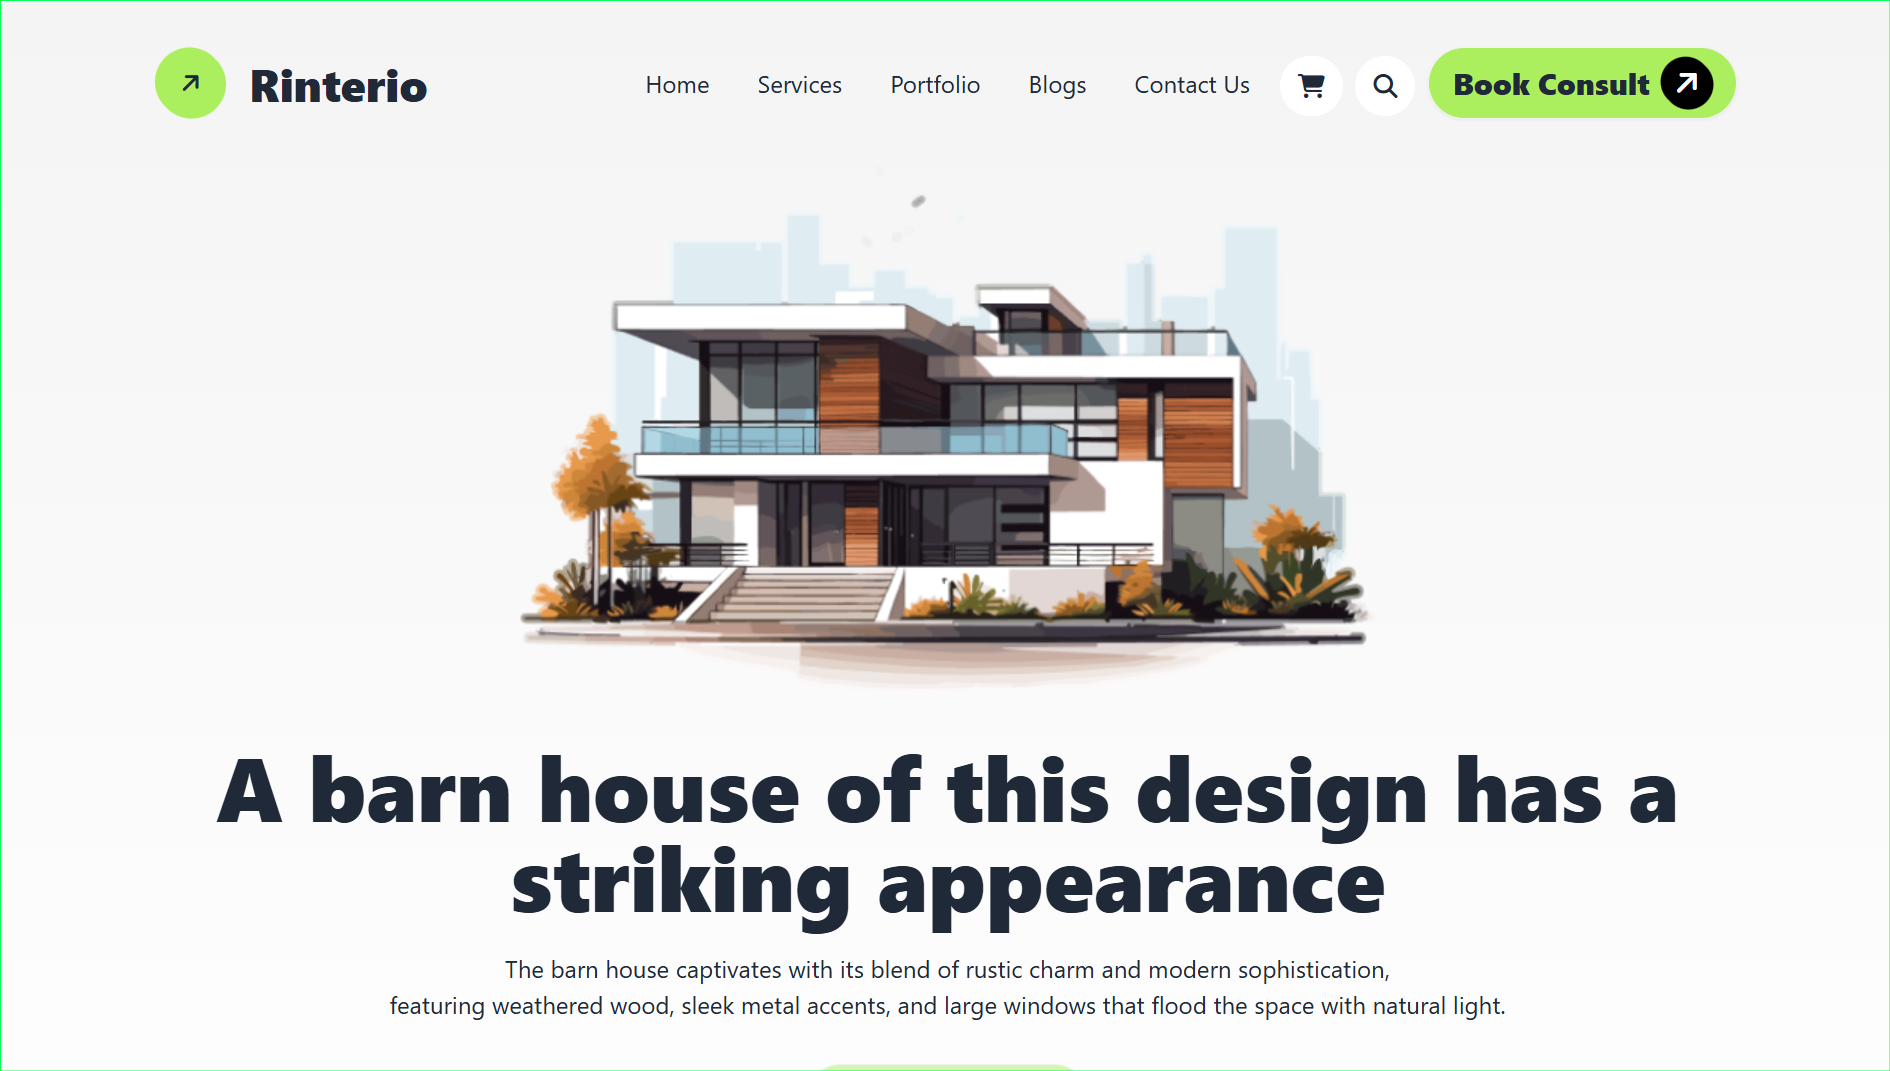 Rinterio
Home Services Portfolio Blogs Contact Us Book Consult
A barn house of this design has a
striking appearance
The barn house captivates with its blend of rustic charm and modern sophistication,
featuring weathered wood, sleek metal accents, and large windows that flood the space with natural light.